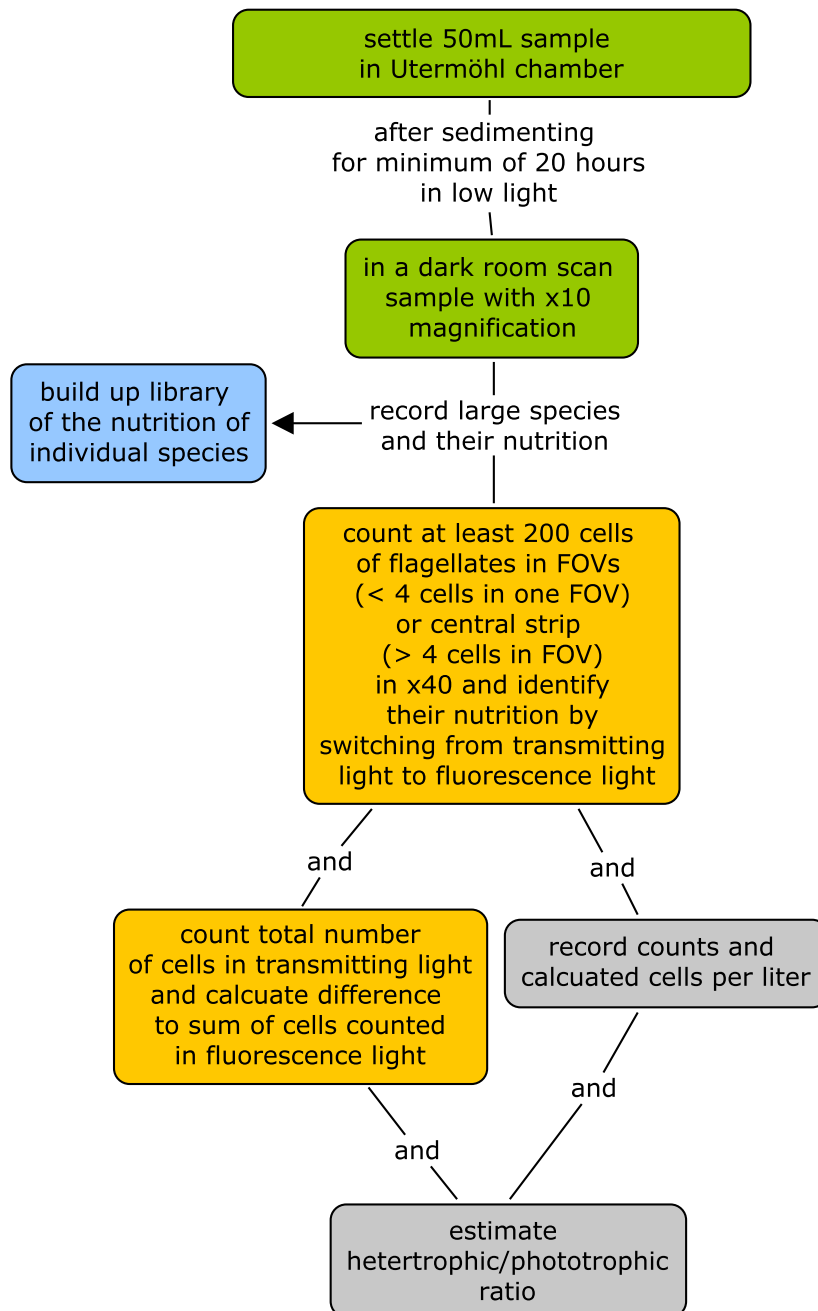 settle 50mL sample
in Utermöhl chamber
after sedimenting
for minimum of 20 hours
in low light
in a dark room scan
sample with x10
magnification
build up library
of the nutrition of
individual species
record large species
and their nutrition
count at least 200 cells
of flagellates in FOVs
(< 4 cells in one FOV)
or central strip
(> 4 cells in FOV)
in x40 and identify
their nutrition by
switching from transmitting
light to fluorescence light
and
and
count total number
of cells in transmitting light
and calcuate difference
to sum of cells counted
in fluorescence light
record counts and
calcuated cells per liter
and
and
estimate
hetertrophic/phototrophic
ratio